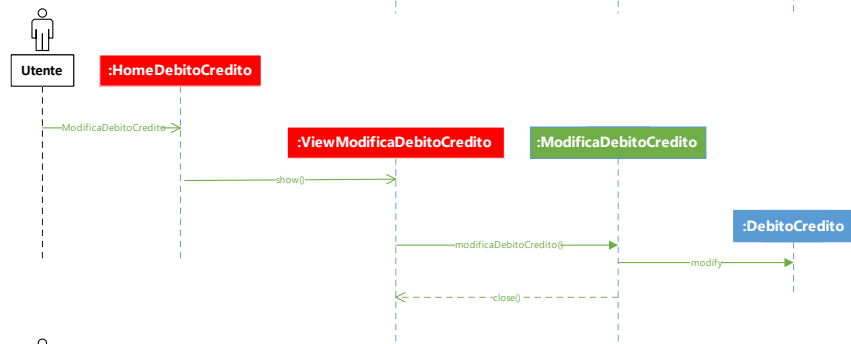 Utente
:HomeDebitoCredito
ModificaDebitoCredito
:ViewModificaDebitoCredito
:ModificaDebitoCredito
show()
:DebitoCredito
modificaDebitoCredito()
modify
close()